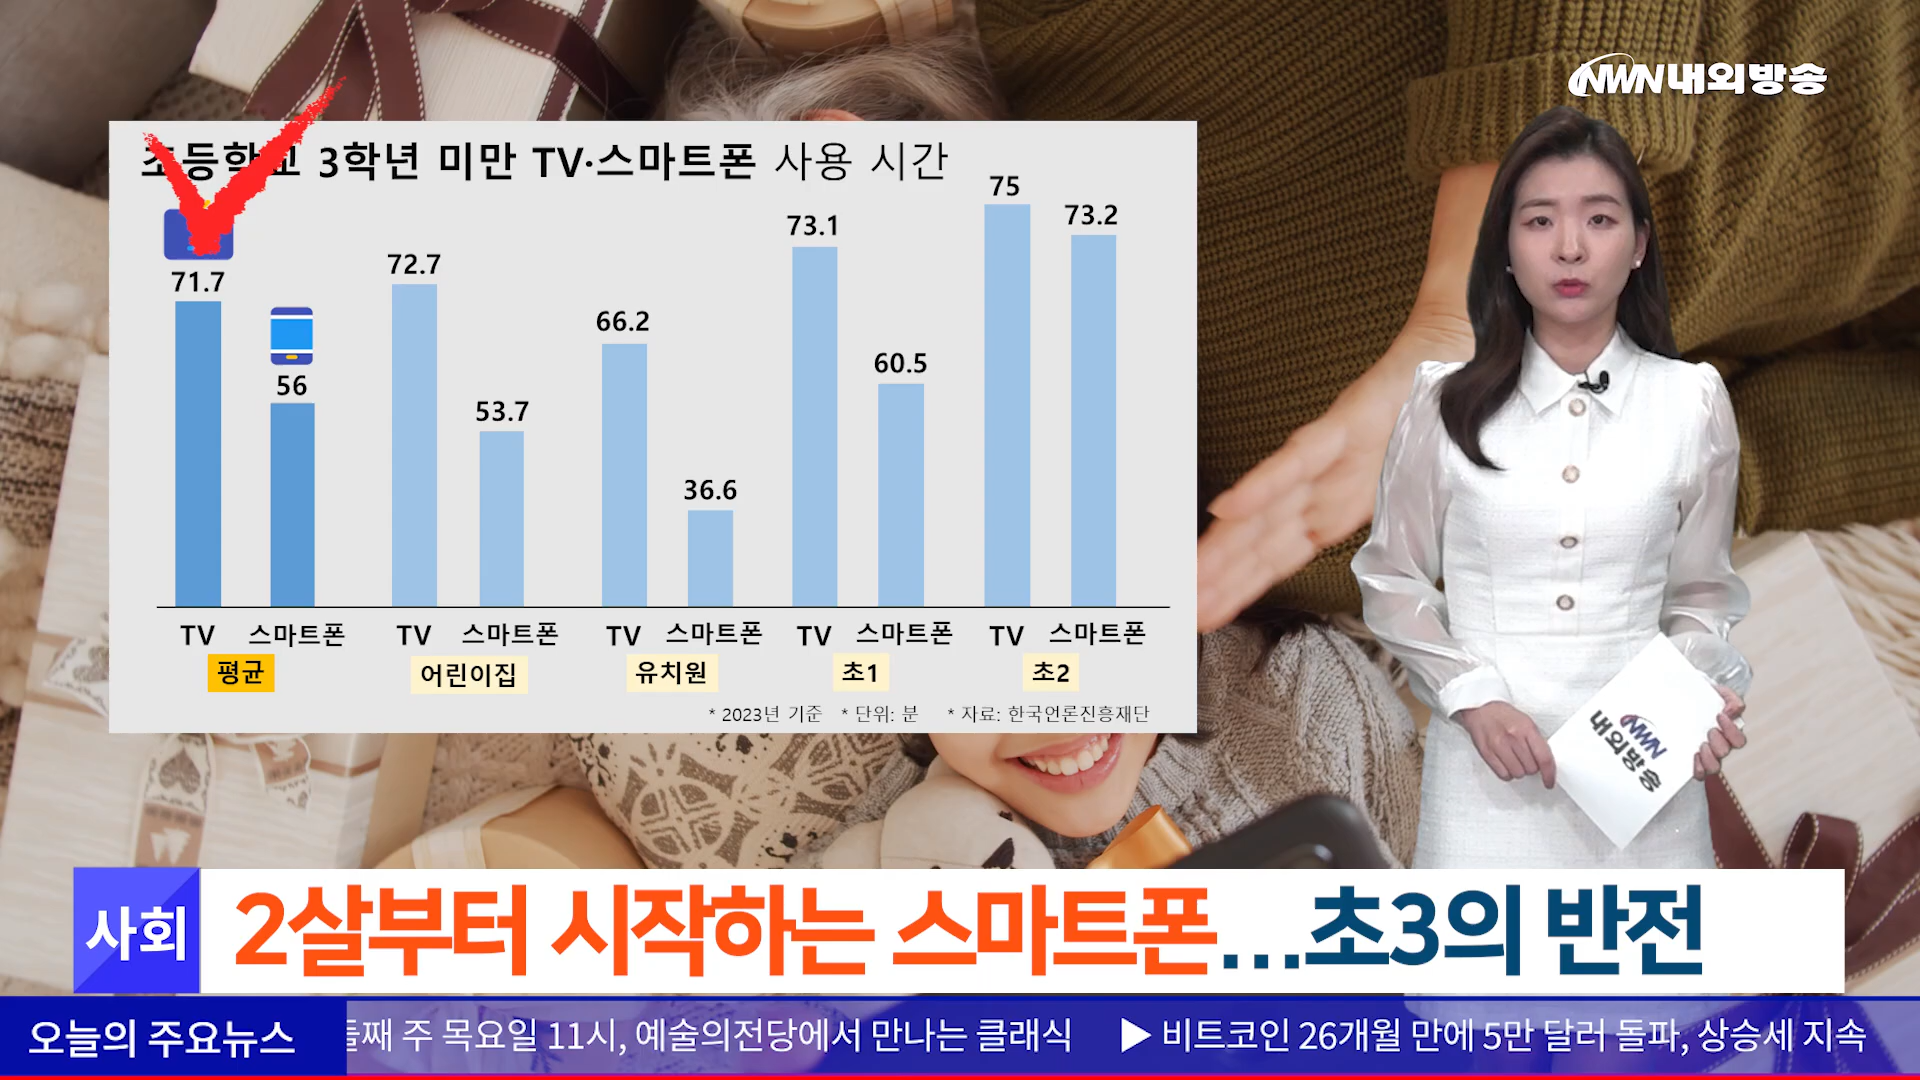 NWN내외방송
초등학교 3학년 미만 TV·스마트폰 사용 시간
71.7
56
72.7
53.7
66.2
36.6
73.1
60.5
75
73.2
TV 스마트폰 TV 스마트폰 TV 스마트폰 TV 스마트폰 TV 스마트폰
평균 어린이집 유치원 초1 초2
* 2023년 기준 * 단위: 분 * 자료: 한국언론진흥재단
NWN
내외방송
사회
2살부터 시작하는 스마트폰...초3의 반전
오늘의 주요뉴스
둘째 주 목요일 11시, 예술의전당에서 만나는 클래식 ▶ 비트코인 26개월 만에 5만 달러 돌파, 상승세 지속